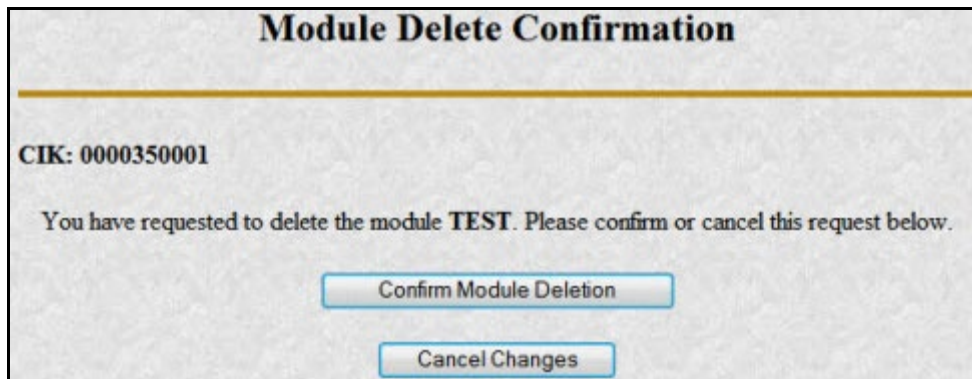 Module Delete Confirmation
CIK: 0000350001
You have requested to delete the module TEST. Please confirm or cancel this request below.
Confirm Module Deletion
Cancel Changes